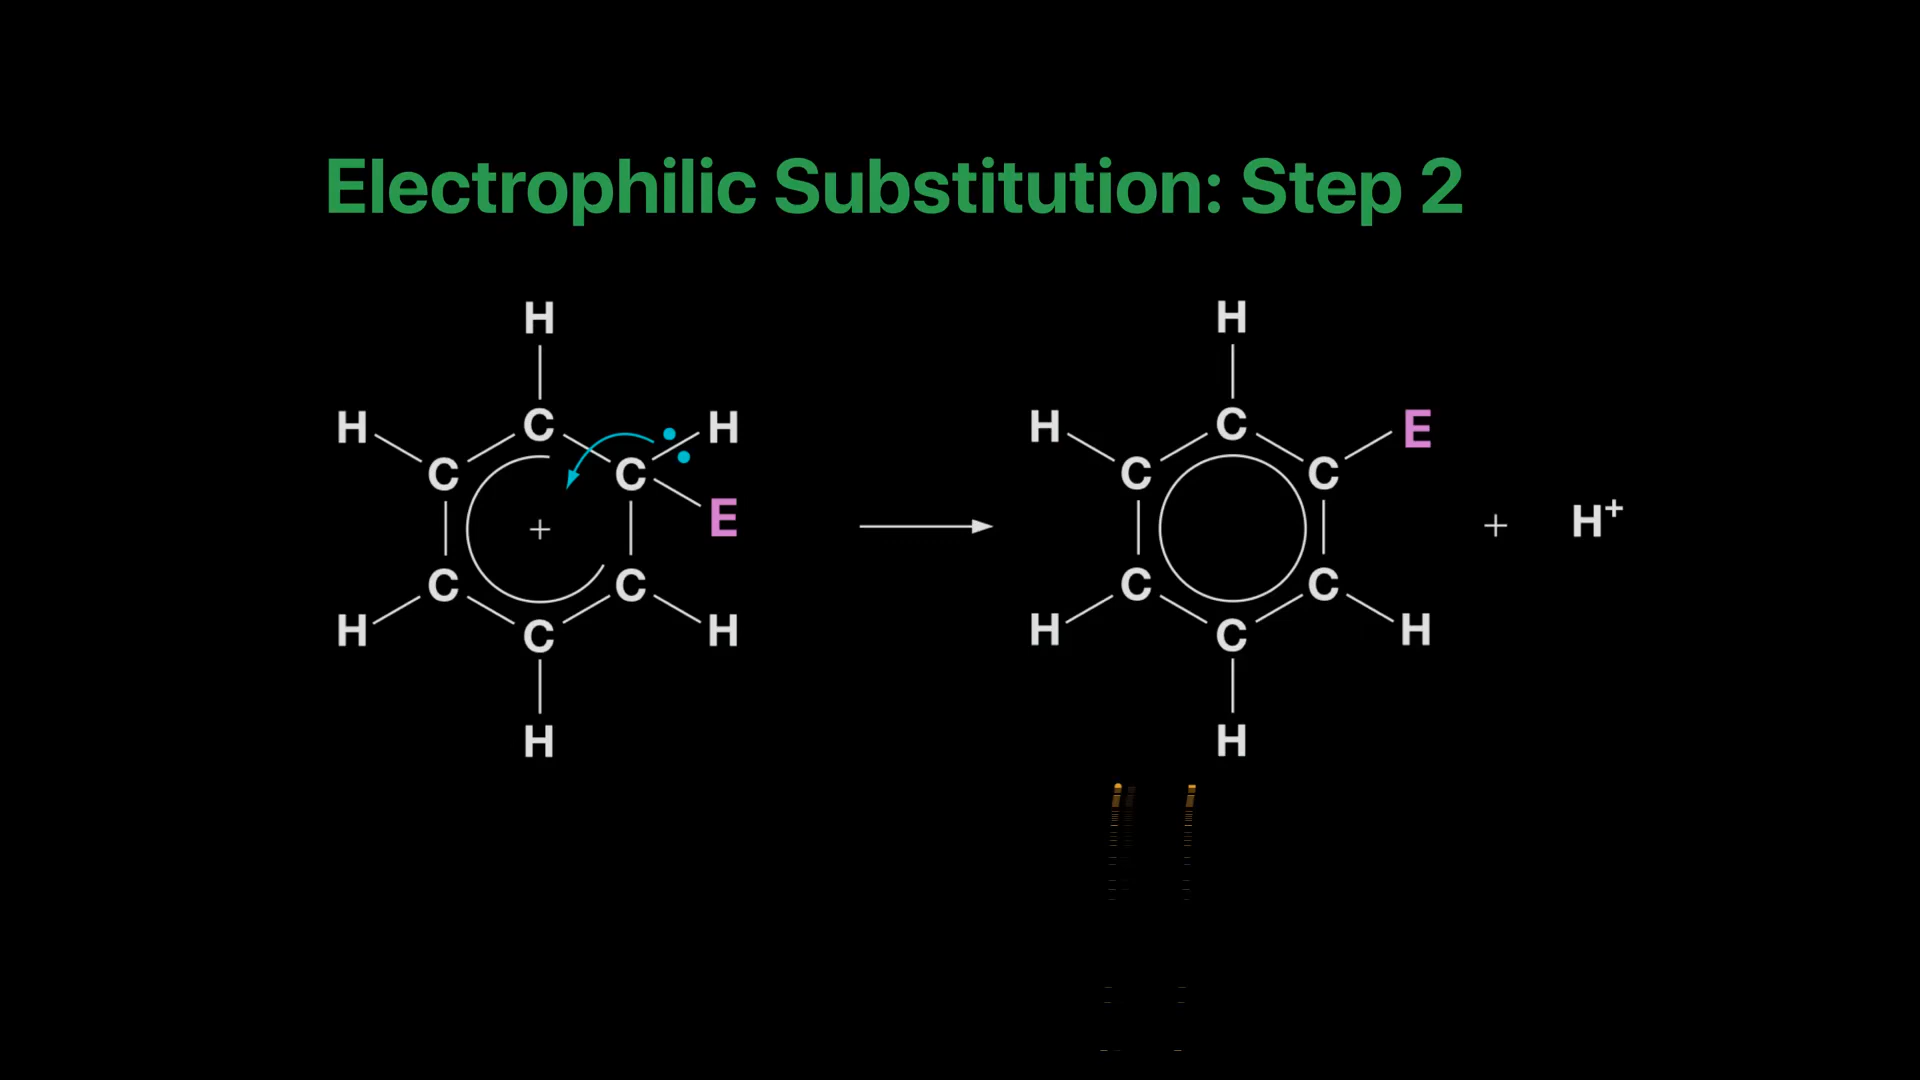 Electrophilic Substitution: Step 2
H H
H C H H C E
C C C C
+ E + H⁺
C C C C
H C H H C H
H H